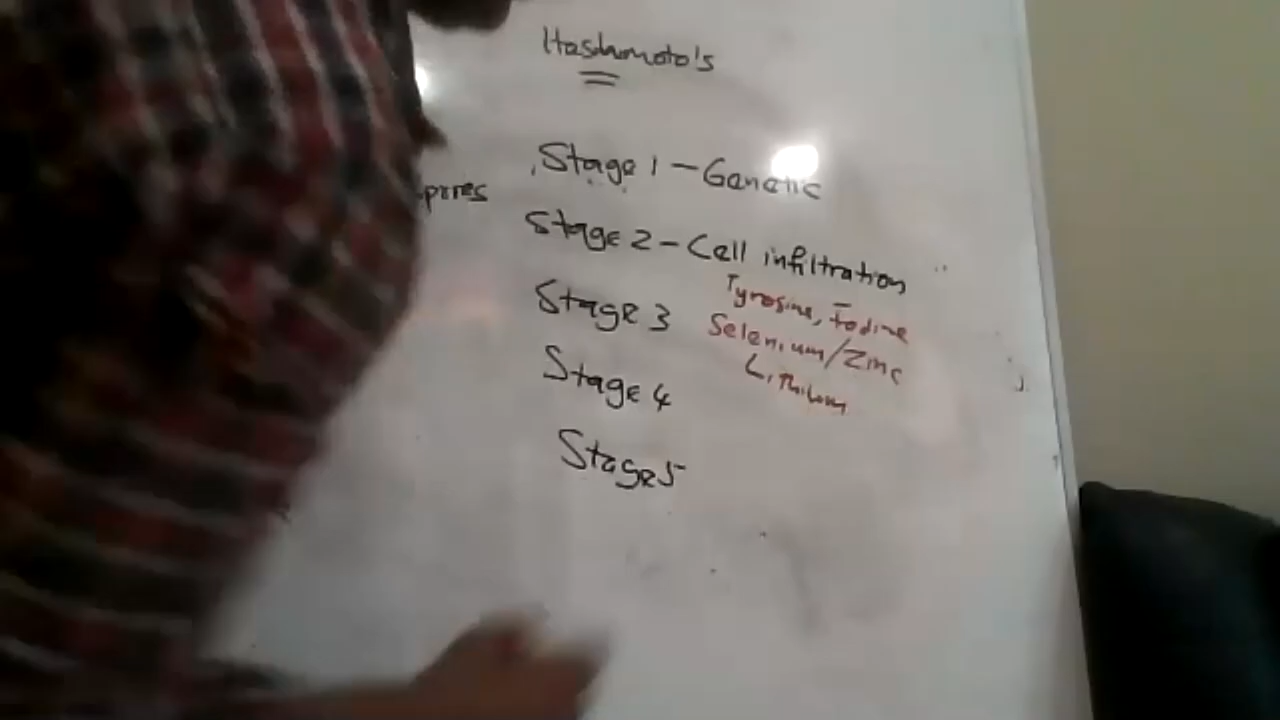 Hashimoto's
Stage 1 - Genetic
Stage 2 - Cell infiltration
Tyrosine, Iodine
Stage 3
Selenium/Zinc
Lithium
Stage 4
Stage 5